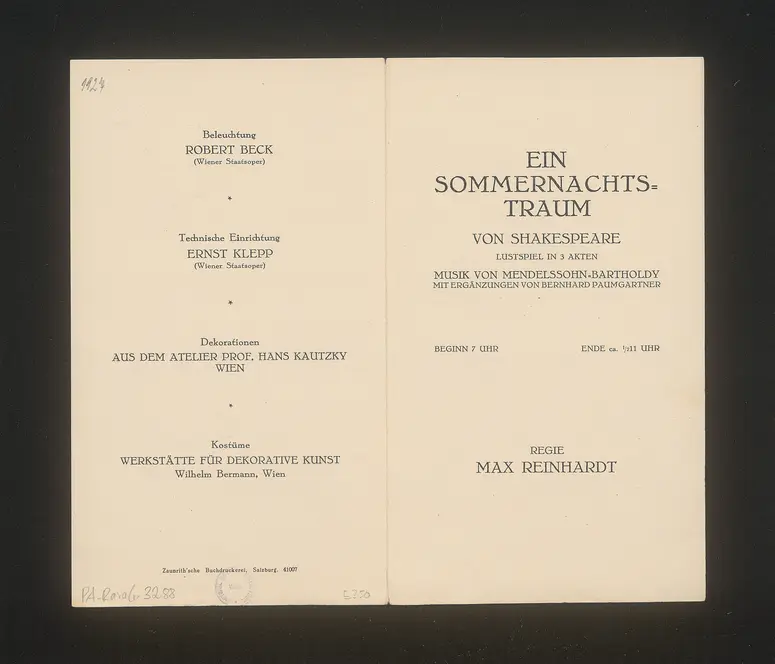 1927
Beleuchtung
ROBERT BECK
(Wiener Staatsoper)
*
Technische Einrichtung
ERNST KLEPP
(Wiener Staatsoper)
*
Dekorationen
AUS DEM ATELIER PROF. HANS KAUTZKY
WIEN
*
Kostüme
WERKSTÄTTE FÜR DEKORATIVE KUNST
Wilhelm Bermann, Wien
Zaunrith'sche Buchdruckerei, Salzburg. 41007
3288
EIN
SOMMERNACHTS=
TRAUM
VON SHAKESPEARE
LUSTSPIEL IN 3 AKTEN
MUSIK VON MENDELSSOHN=BARTHOLDY
MIT ERGÄNZUNGEN VON BERNHARD PAUMGARTNER
BEGINN 7 UHR ENDE ca. ½11 UHR
REGIE
MAX REINHARDT